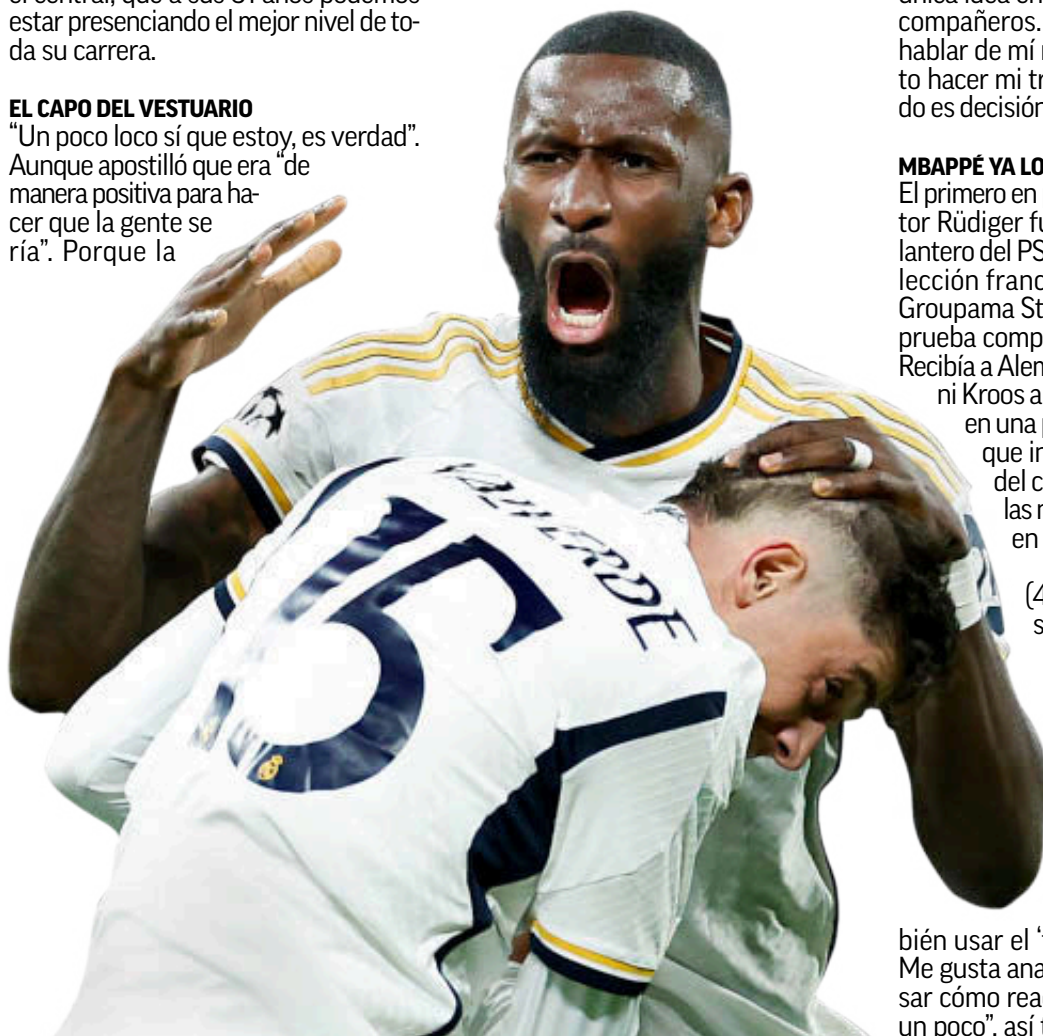 el central, que a sus 31 años podemos
estar presenciando el mejor nivel de to-
da su carrera.
EL CAPO DEL VESTUARIO
“Un poco loco sí que estoy, es verdad”.
Aunque apostilló que era “de
manera positiva para ha-
cer que la gente se
ría”. Porque la
VALVERDE
15
única idea en
compañeros.
hablar de mí
to hacer mi tr
do es decisión
MBAPPÉ YA LO
El primero en
tor Rüdiger fu
lantero del PS
lección franc
Groupama St
prueba comp
Recibía a Alem
ni Kroos a
en una
que in
del c
las
en
(4
s
bién usar el ‘
Me gusta ana
sar cómo rea
un poco”, así